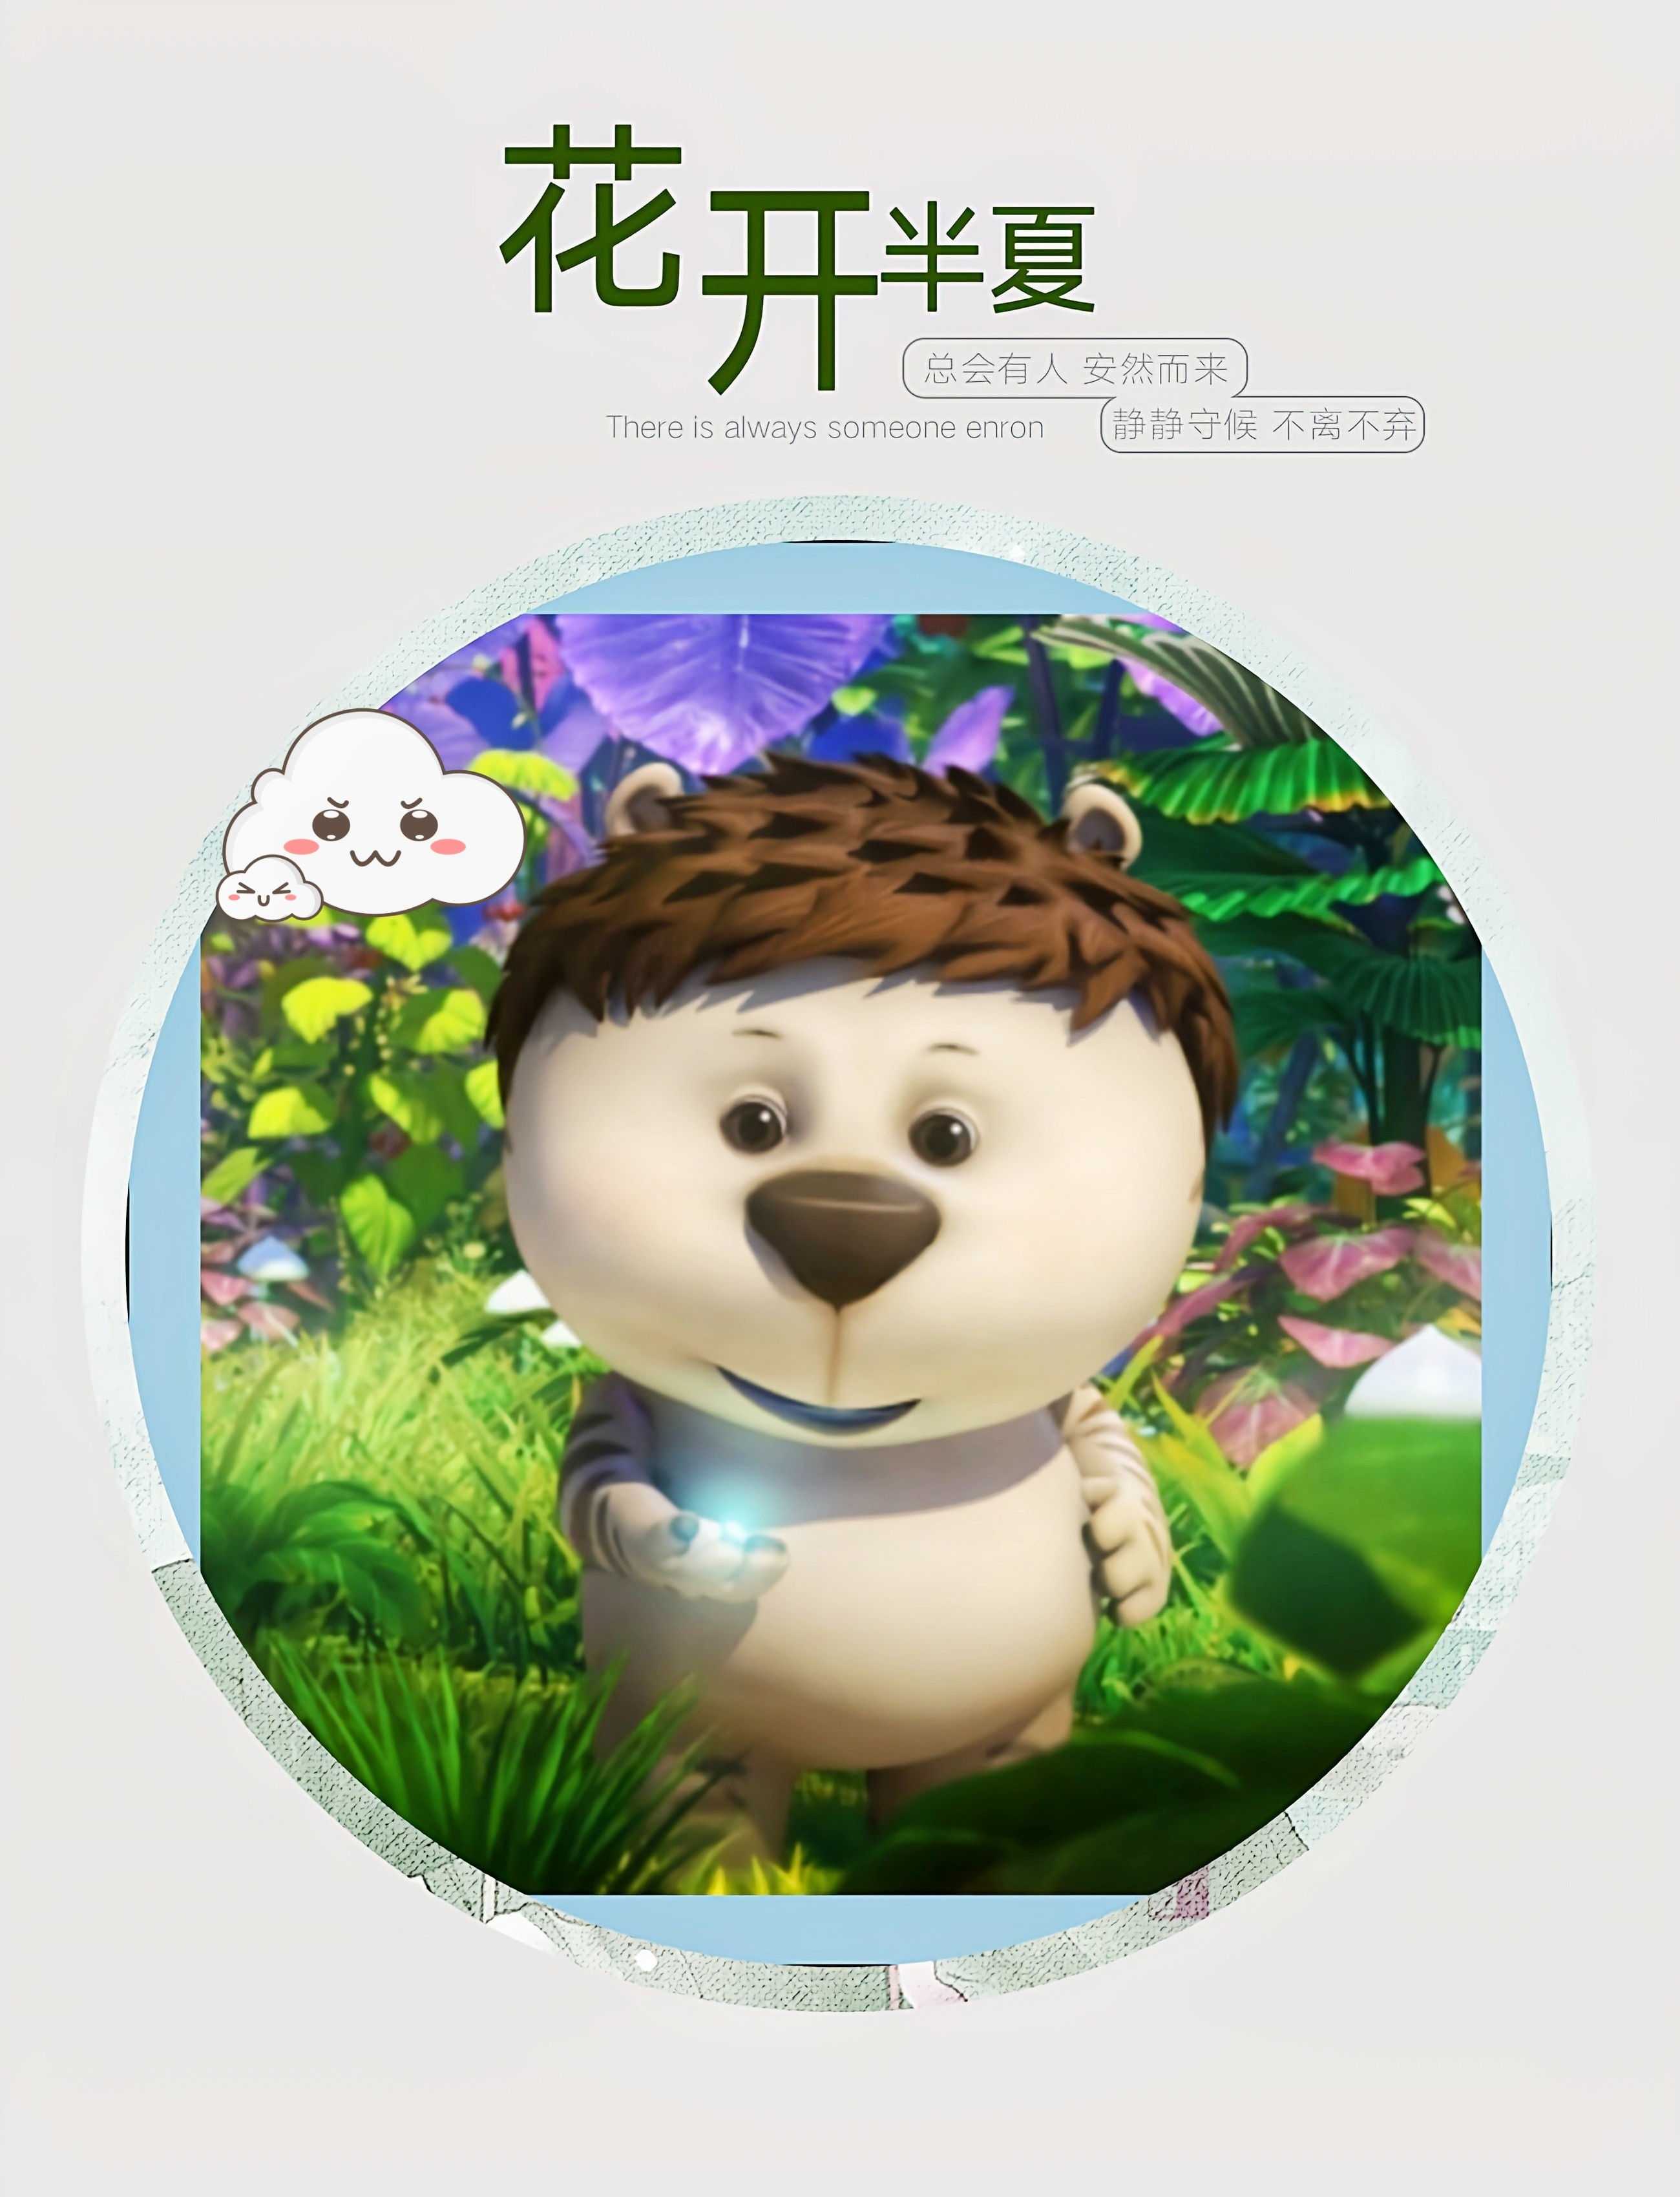 花开半夏
总会有人 安然而来
静静守候 不离不弃
There is always someone enron